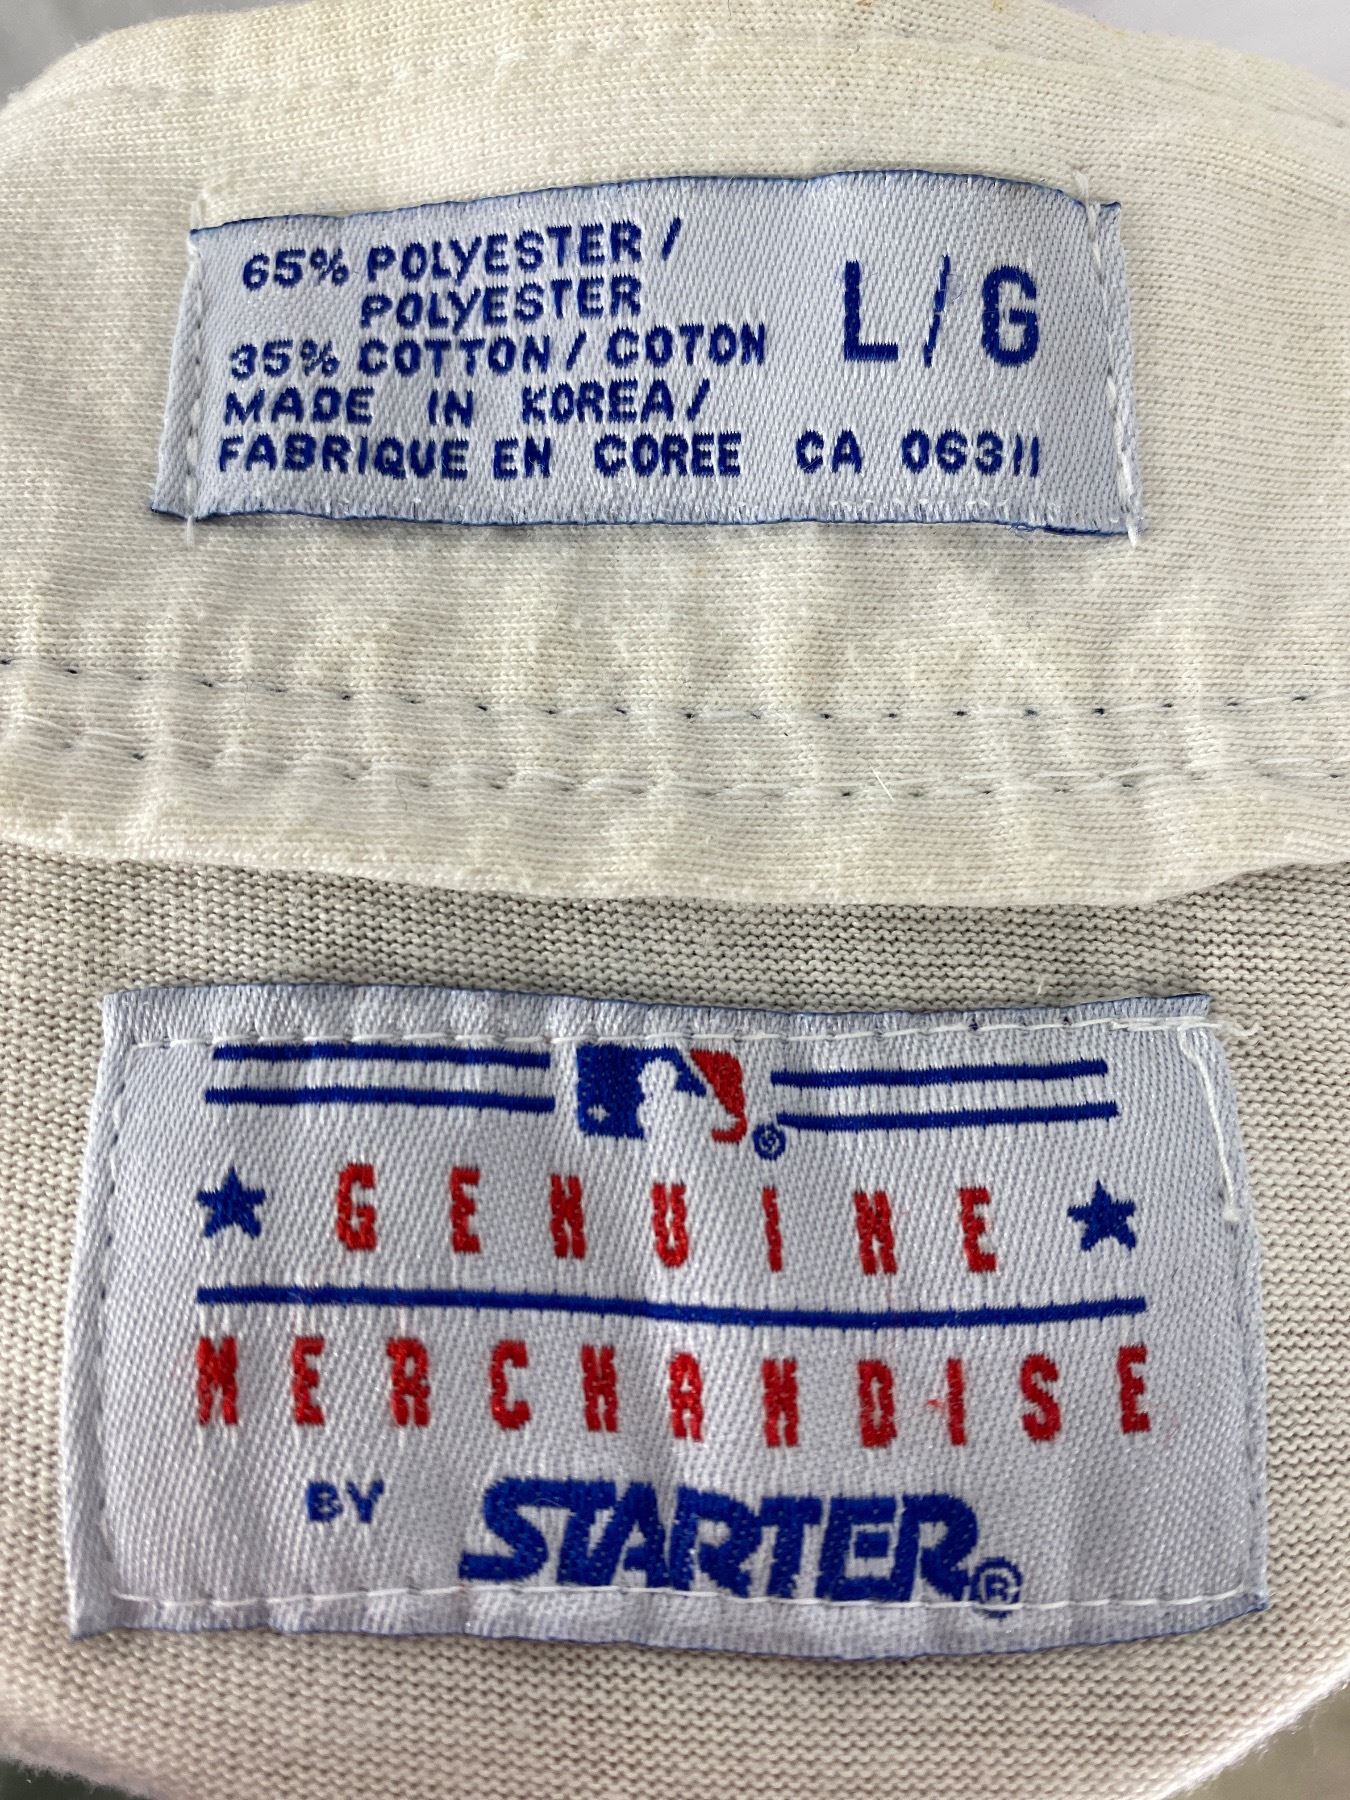 65% POLYESTER/
POLYESTER
35% COTTON/COTON
MADE IN KOREA/
FABRIQUE EN COREE CA 06311
L/G
GENUINE
MERCHANDISE
BY STARTER®